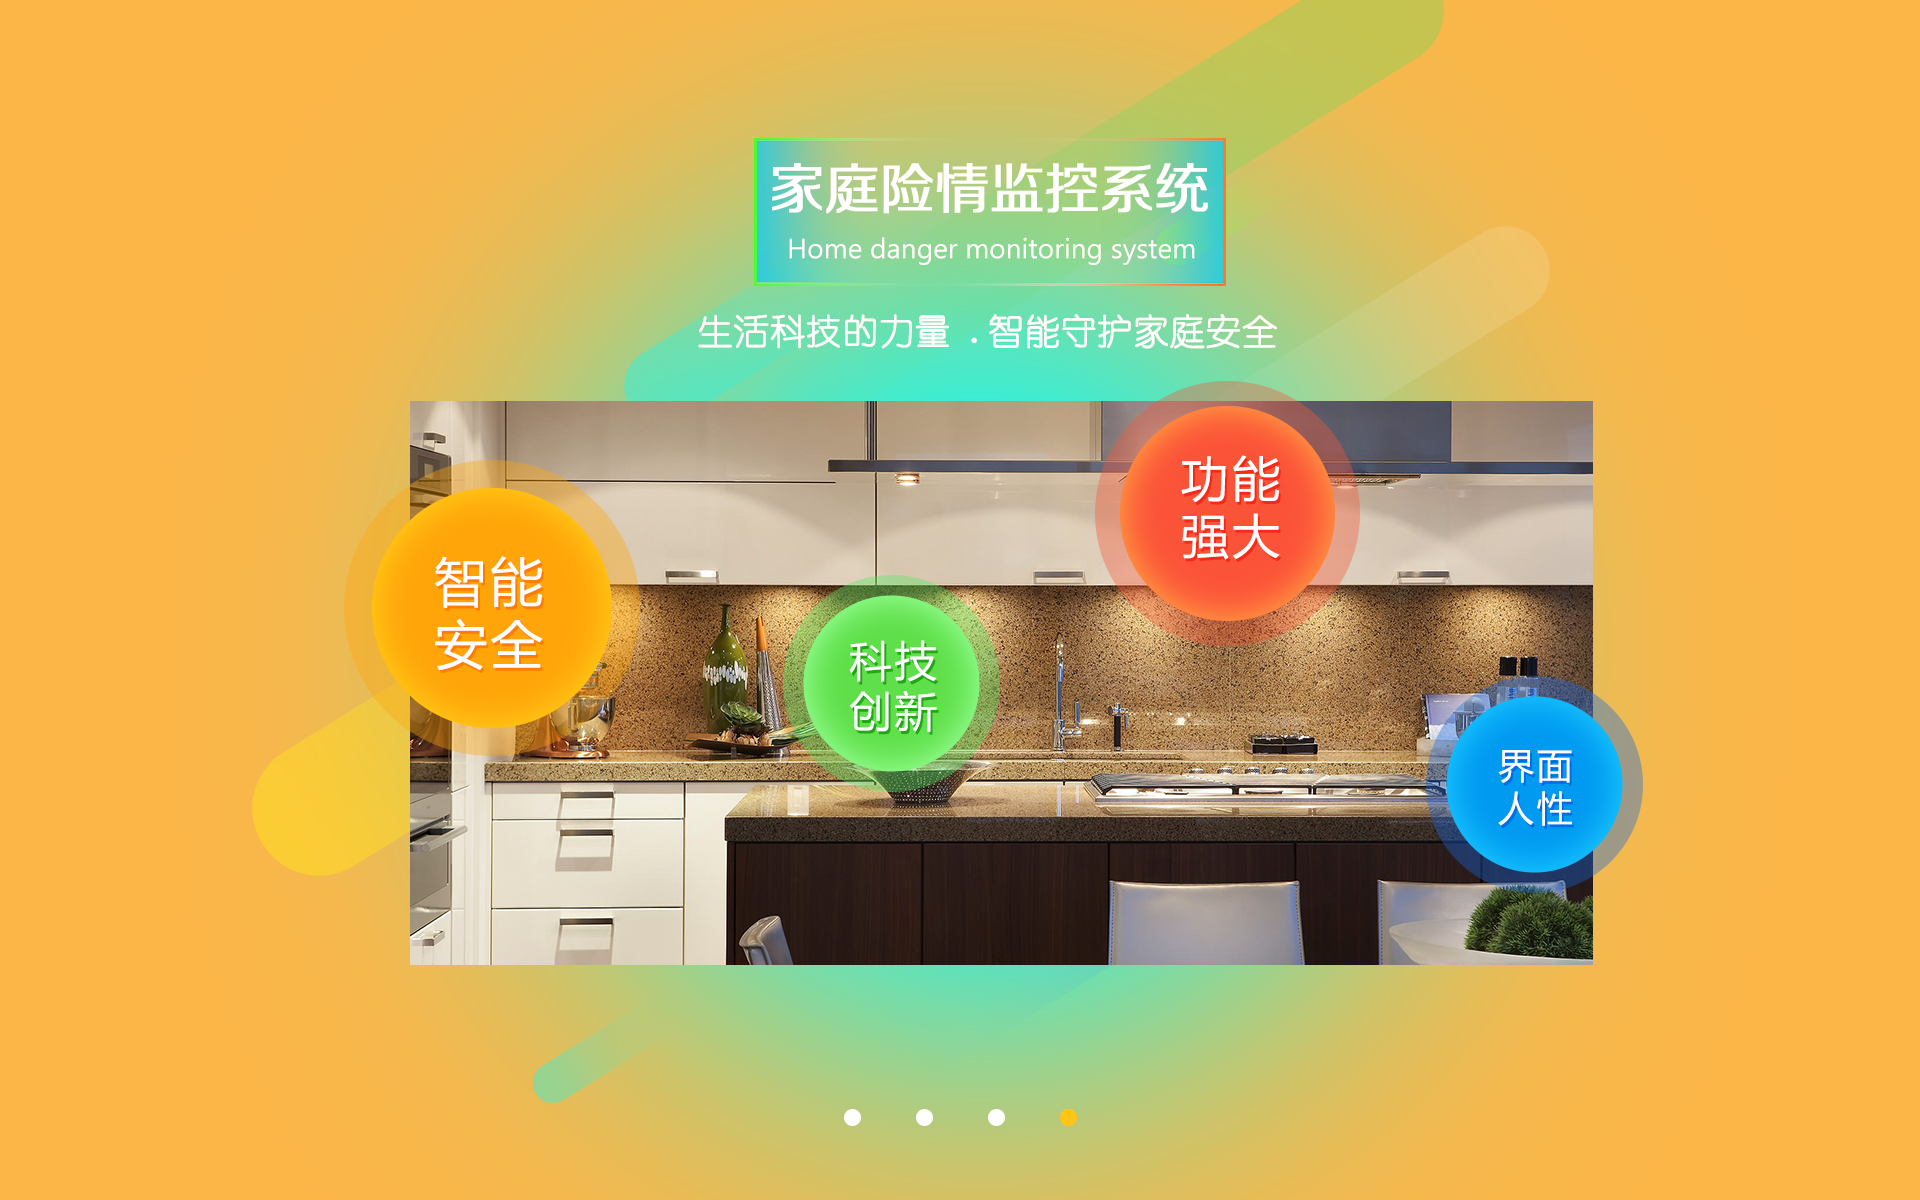 家庭险情监控系统
Home danger monitoring system
生活科技的力量 . 智能守护家庭安全
功能
强大
智能
安全
科技
创新
界面
人性